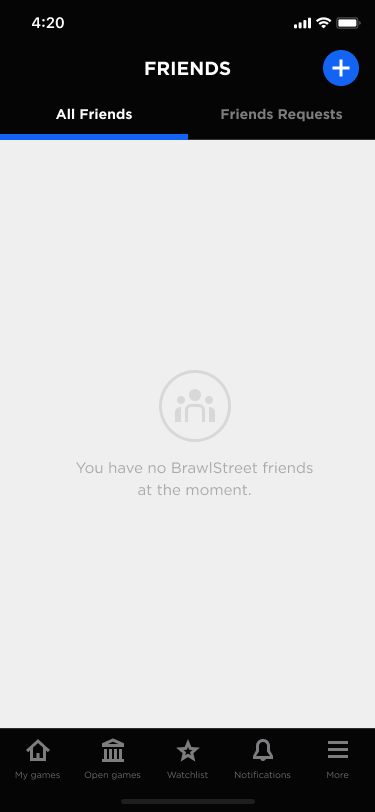 4:20
FRIENDS
All Friends
Friends Requests
You have no BrawlStreet friends
at the moment.
My games
Open games
Watchlist
Notifications
More